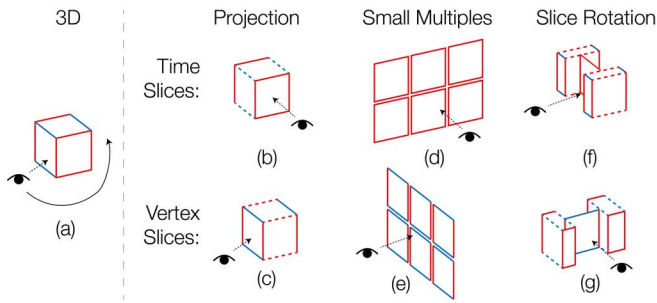 3D
Projection
Small Multiples
Slice Rotation
Time
Slices:
(b)
(d)
(f)
(a)
Vertex
Slices:
(c)
(e)
(g)